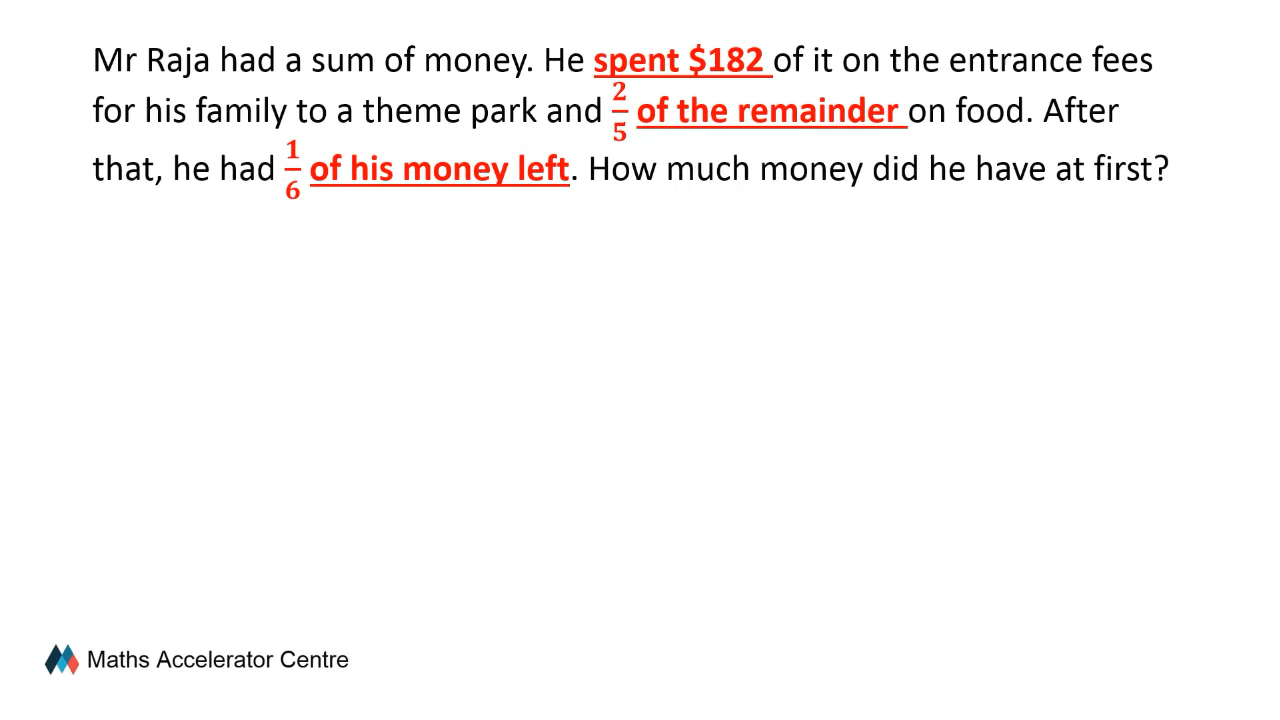 Mr Raja had a sum of money. He spent $182 of it on the entrance fees
for his family to a theme park and 2/5 of the remainder on food. After
that, he had 1/6 of his money left. How much money did he have at first?
Maths Accelerator Centre